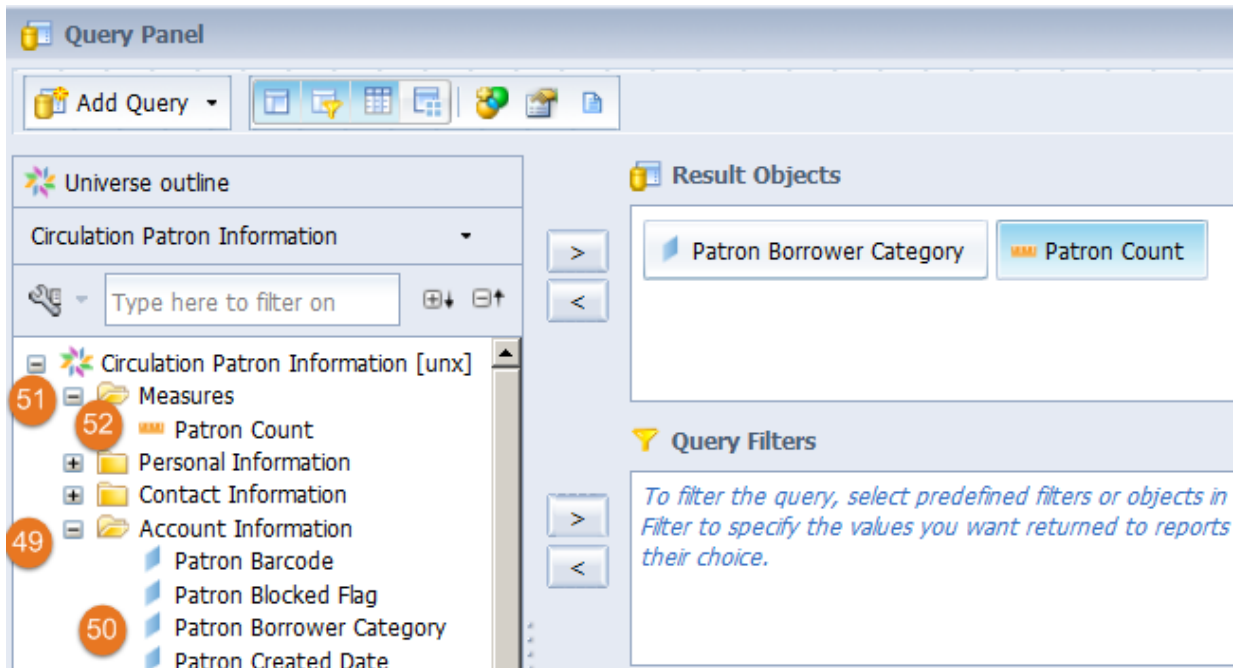 Query Panel
Add Query
Universe outline
Circulation Patron Information
Type here to filter on
Circulation Patron Information [unx]
51 Measures
52 Patron Count
Personal Information
Contact Information
49 Account Information
Patron Barcode
Patron Blocked Flag
50 Patron Borrower Category
Patron Created Date
>
<
Result Objects
Patron Borrower Category Patron Count
Query Filters
>
<
To filter the query, select predefined filters or objects in
Filter to specify the values you want returned to reports
their choice.